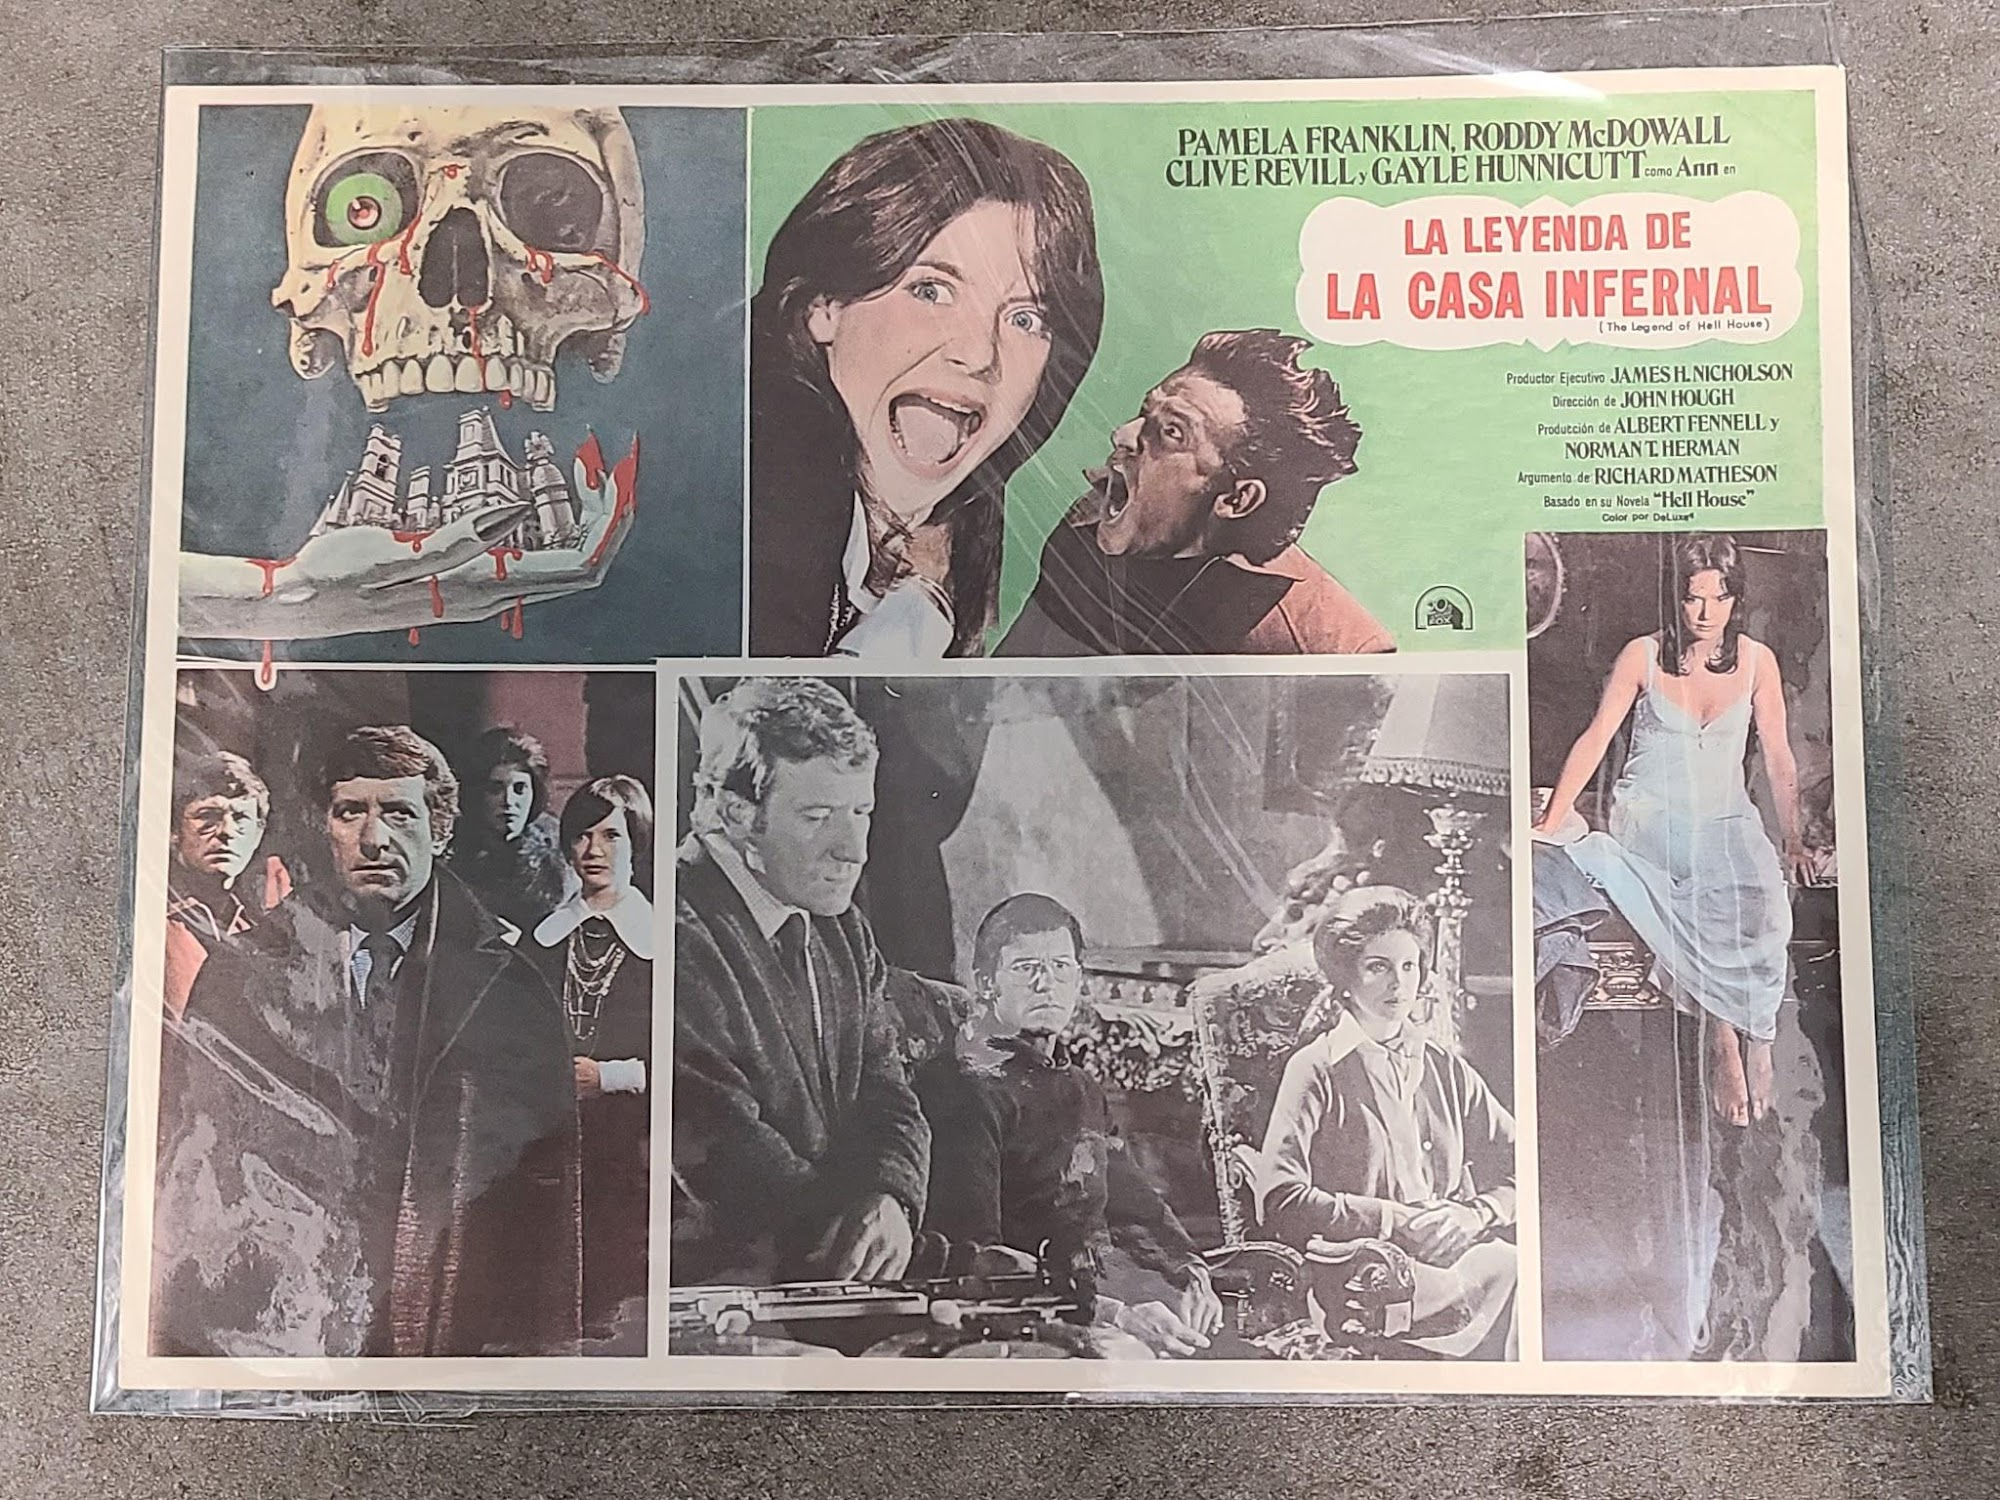 PAMELA FRANKLIN, RODDY McDOWALL
CLIVE REVILL y GAYLE HUNNICUTT como Ann en
LA LEYENDA DE
LA CASA INFERNAL
(The Legend of Hell House)
Productor Ejecutivo JAMES H. NICHOLSON
Dirección de JOHN HOUGH
Producción de ALBERT FENNELL y
NORMAN T. HERMAN
Argumento de RICHARD MATHESON
Basado en su Novela "Hell House"
Color por DeLuxe
20
FOX